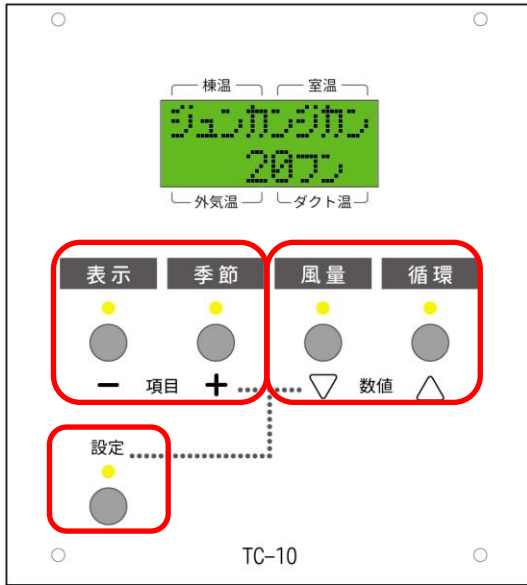 棟温 室温
ジュンカンジカン
20フン
外気温 ダクト温
表示 季節 風量 循環
− 項目 + ▽ 数値 △
設定
TC-10